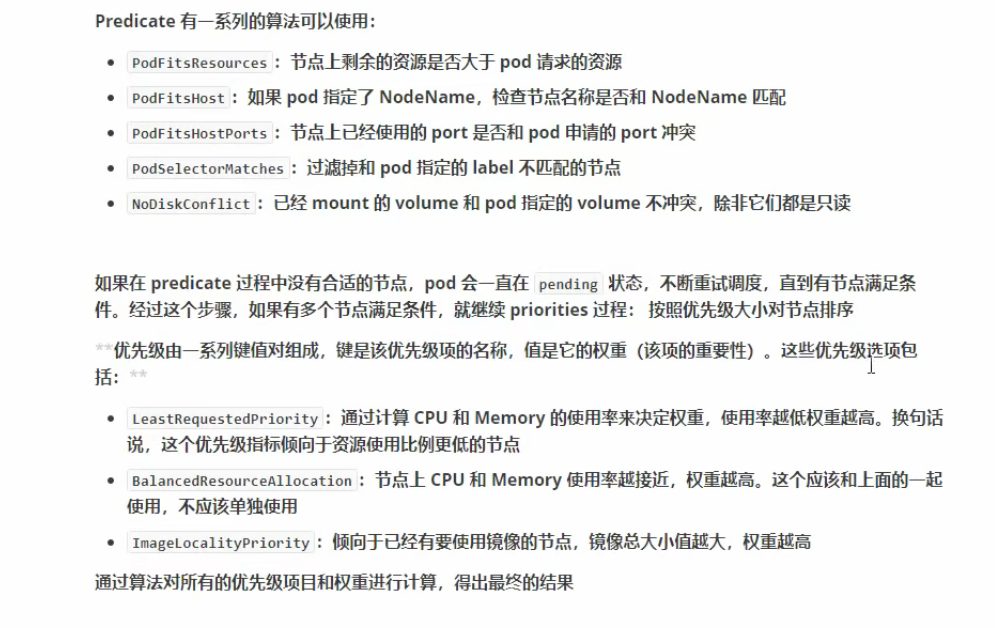 Predicate 有一系列的算法可以使用：
PodFitsResources：节点上剩余的资源是否大于 pod 请求的资源
PodFitsHost：如果 pod 指定了 NodeName，检查节点名称是否和 NodeName 匹配
PodFitsHostPorts：节点上已经使用的 port 是否和 pod 申请的 port 冲突
PodSelectorMatches：过滤掉和 pod 指定的 label 不匹配的节点
NoDiskConflict：已经 mount 的 volume 和 pod 指定的 volume 不冲突，除非它们都是只读
如果在 predicate 过程中没有合适的节点，pod 会一直在 pending 状态，不断重试调度，直到有节点满足条
件。经过这个步骤，如果有多个节点满足条件，就继续 priorities 过程： 按照优先级大小对节点排序
**优先级由一系列键值对组成，键是该优先级项的名称，值是它的权重（该项的重要性）。这些优先级选项包
括： **
LeastRequestedPriority：通过计算 CPU 和 Memory 的使用率来决定权重，使用率越低权重越高。换句话
说，这个优先级指标倾向于资源使用比例更低的节点
BalancedResourceAllocation：节点上 CPU 和 Memory 使用率越接近，权重越高。这个应该和上面的一起
使用，不应该单独使用
ImageLocalityPriority：倾向于已经有要使用镜像的节点，镜像总大小值越大，权重越高
通过算法对所有的优先级项目和权重进行计算，得出最终的结果